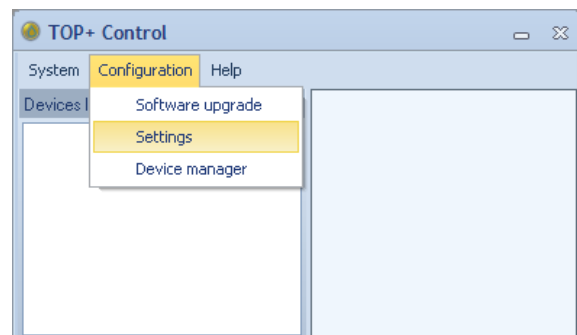 TOP+ Control
System Configuration Help
Devices
Software upgrade
Settings
Device manager